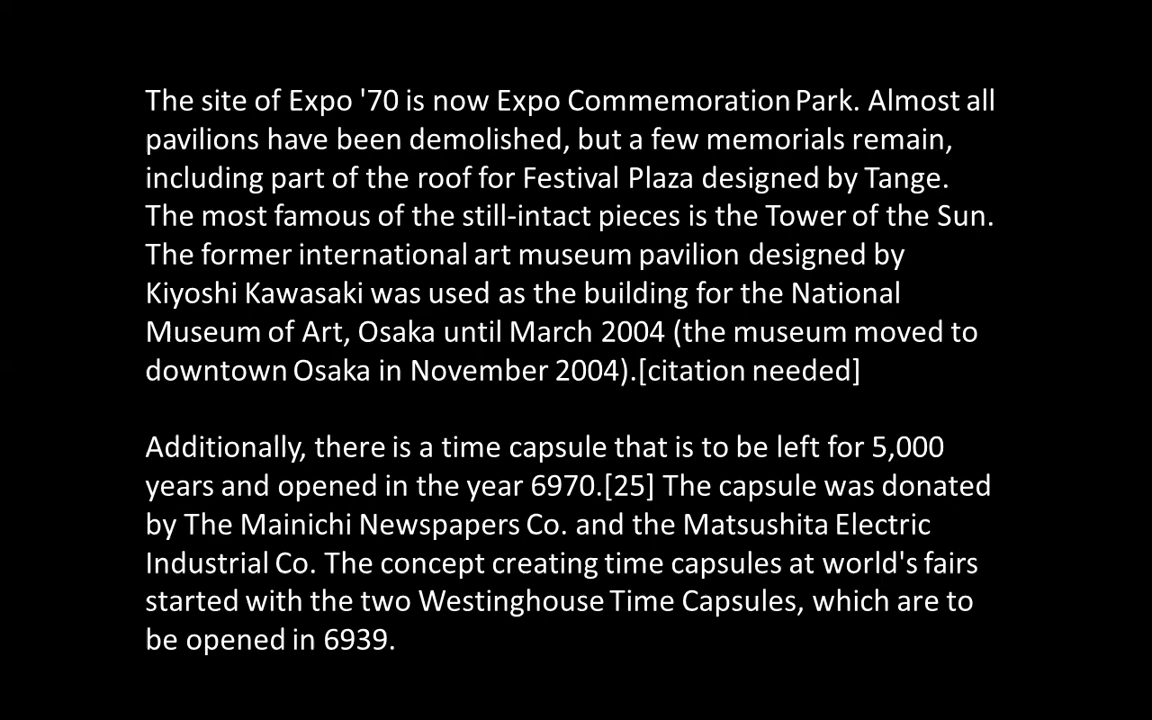 The site of Expo '70 is now Expo Commemoration Park. Almost all
pavilions have been demolished, but a few memorials remain,
including part of the roof for Festival Plaza designed by Tange.
The most famous of the still-intact pieces is the Tower of the Sun.
The former international art museum pavilion designed by
Kiyoshi Kawasaki was used as the building for the National
Museum of Art, Osaka until March 2004 (the museum moved to
downtown Osaka in November 2004).[citation needed]
Additionally, there is a time capsule that is to be left for 5,000
years and opened in the year 6970.[25] The capsule was donated
by The Mainichi Newspapers Co. and the Matsushita Electric
Industrial Co. The concept creating time capsules at world's fairs
started with the two Westinghouse Time Capsules, which are to
be opened in 6939.